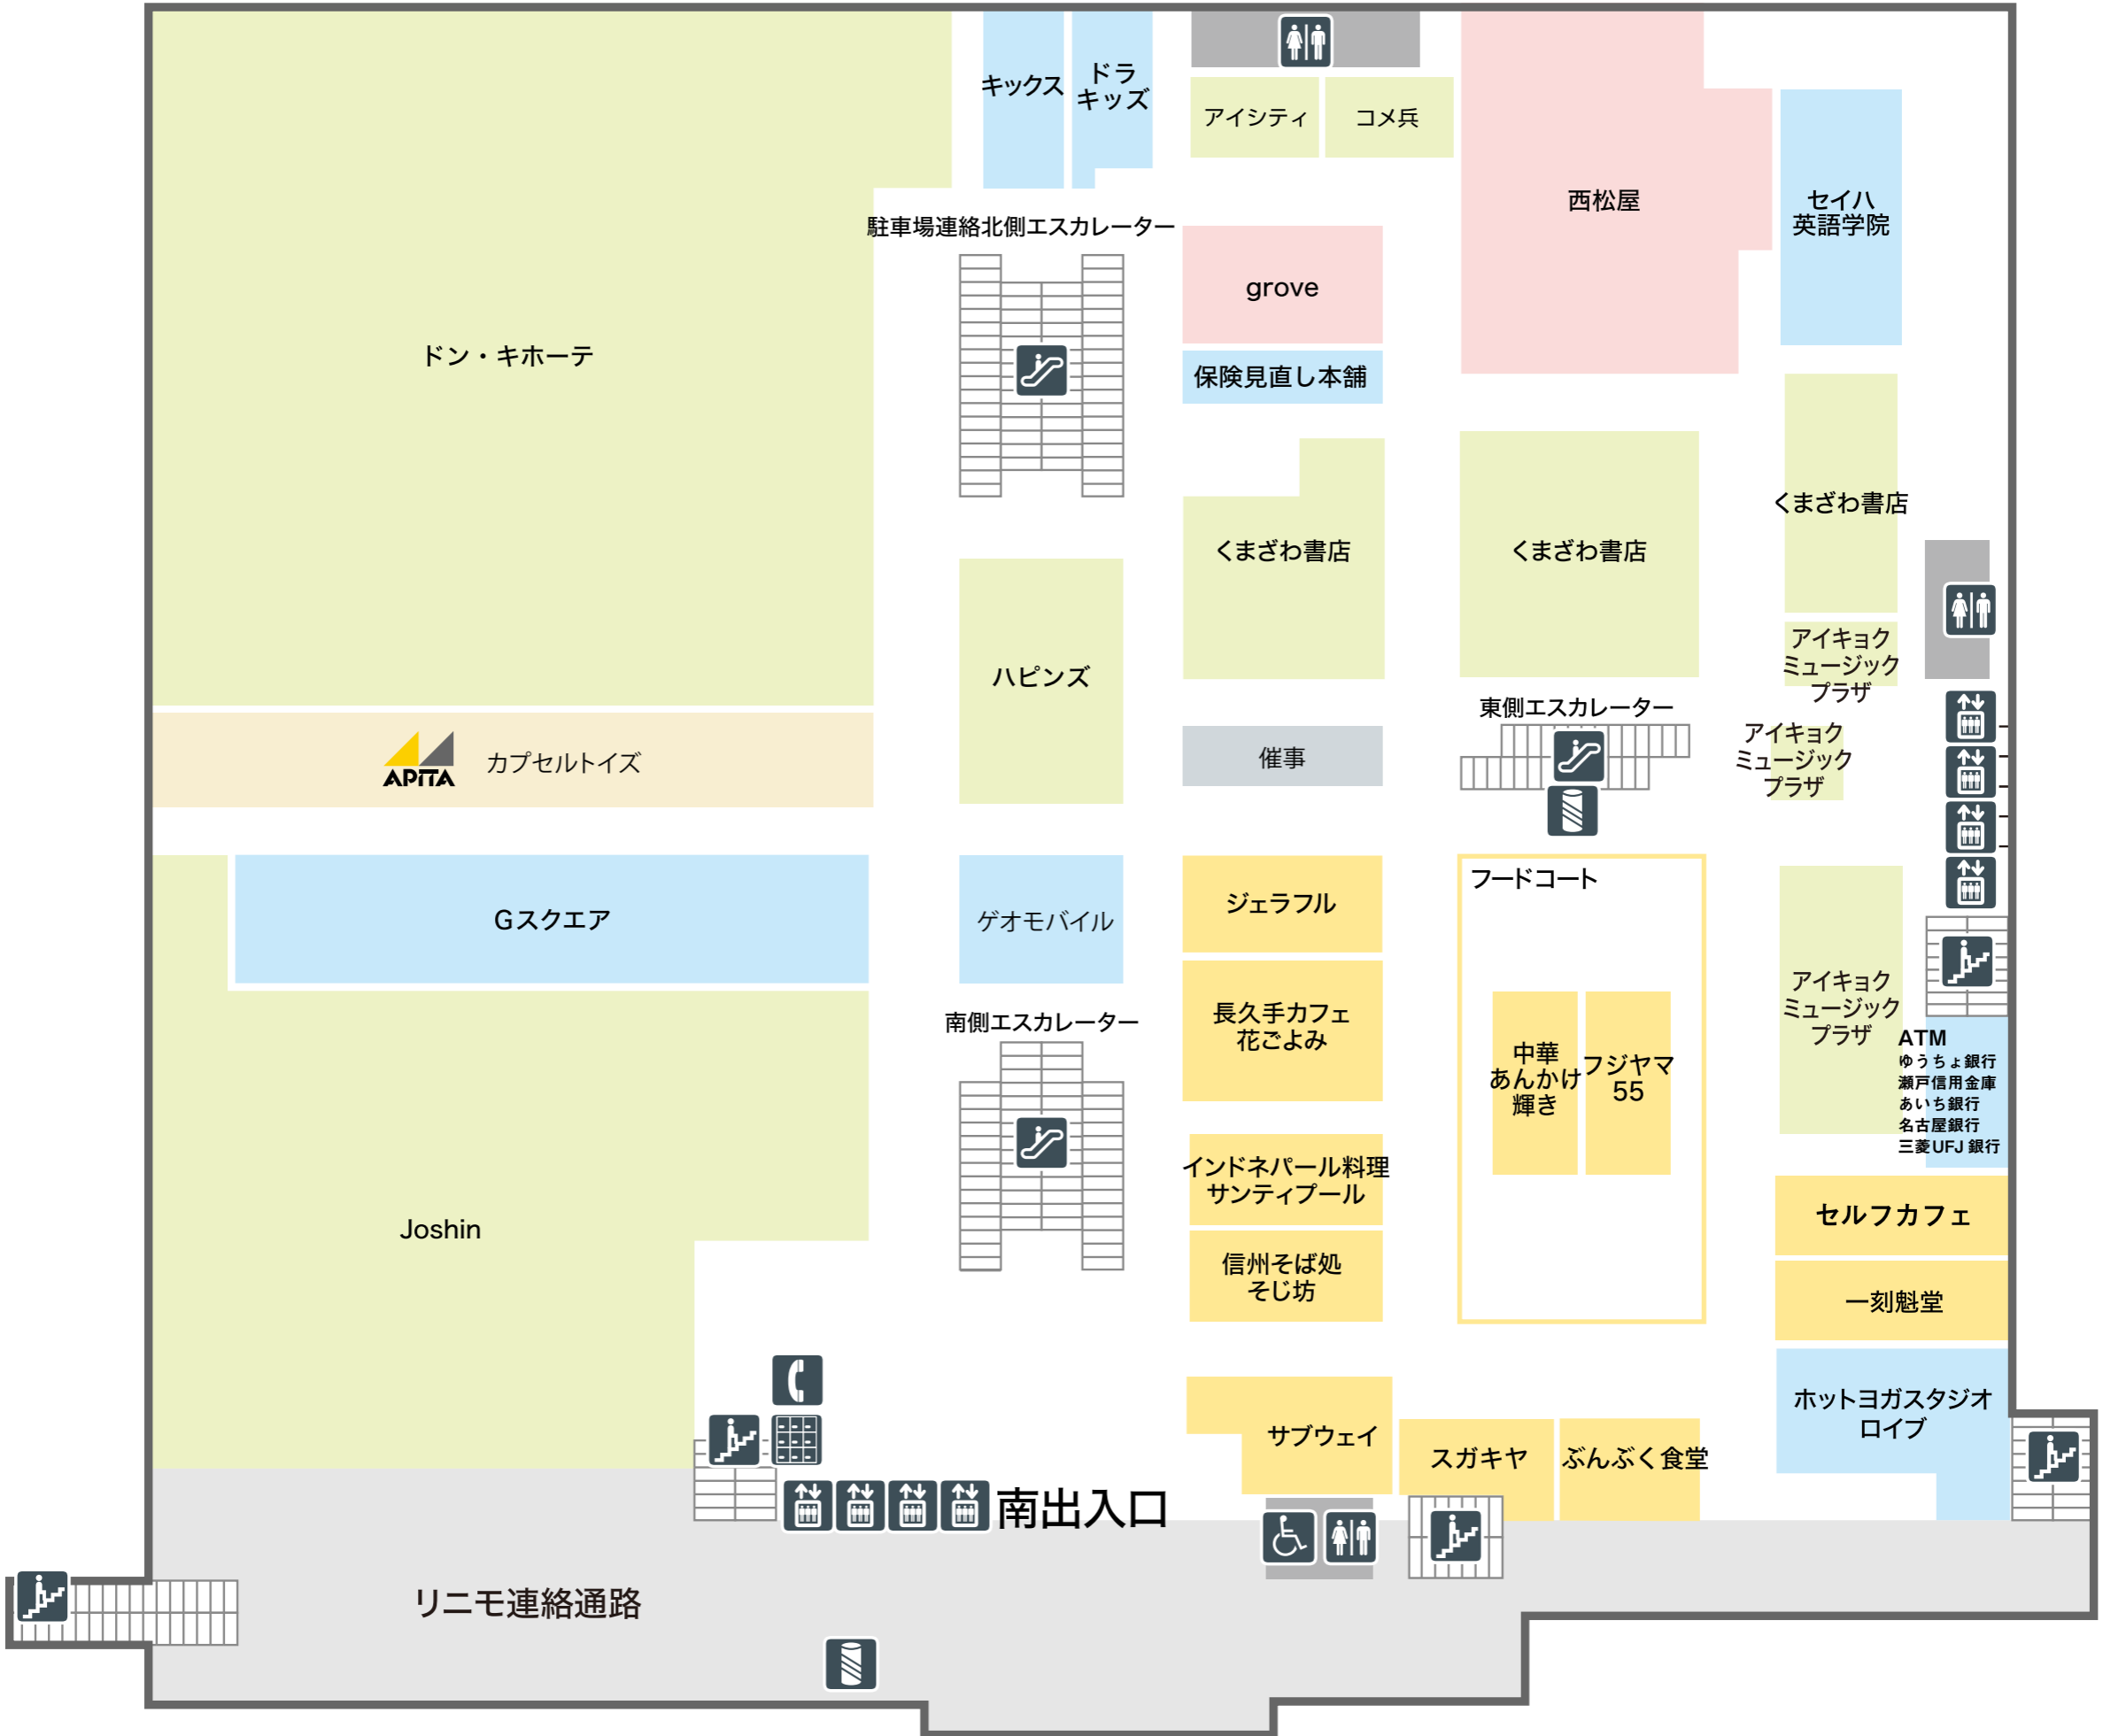 キックス
ドラ
キッズ
アイシティ
コメ兵
西松屋
セイハ
英語学院
駐車場連絡北側エスカレーター
grove
ドン・キホーテ
保険見直し本舗
くまざわ書店
くまざわ書店
くまざわ書店
ハピンズ
アイキョク
ミュージック
プラザ
東側エスカレーター
APITA
カプセルトイズ
催事
アイキョク
ミュージック
プラザ
フードコート
Gスクエア
ゲオモバイル
ジェラフル
長久手カフェ
花ごよみ
アイキョク
ミュージック
プラザ
南側エスカレーター
中華
あんかけ
輝き
フジヤマ
55
ATM
ゆうちょ銀行
瀬戸信用金庫
あいち銀行
名古屋銀行
三菱UFJ銀行
インドネパール料理
サンティプール
Joshin
セルフカフェ
信州そば処
そじ坊
一刻魁堂
ホットヨガスタジオ
ロイブ
サブウェイ
スガキヤ
ぶんぶく食堂
南出入口
リニモ連絡通路